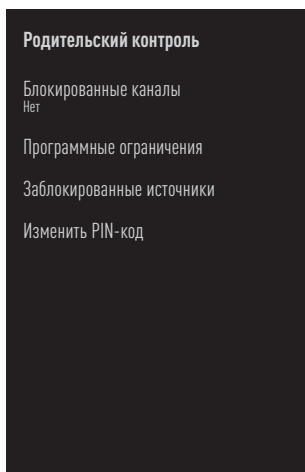 Родительский контроль
Блокированные каналы
Нет
Программные ограничения
Заблокированные источники
Изменить PIN-код